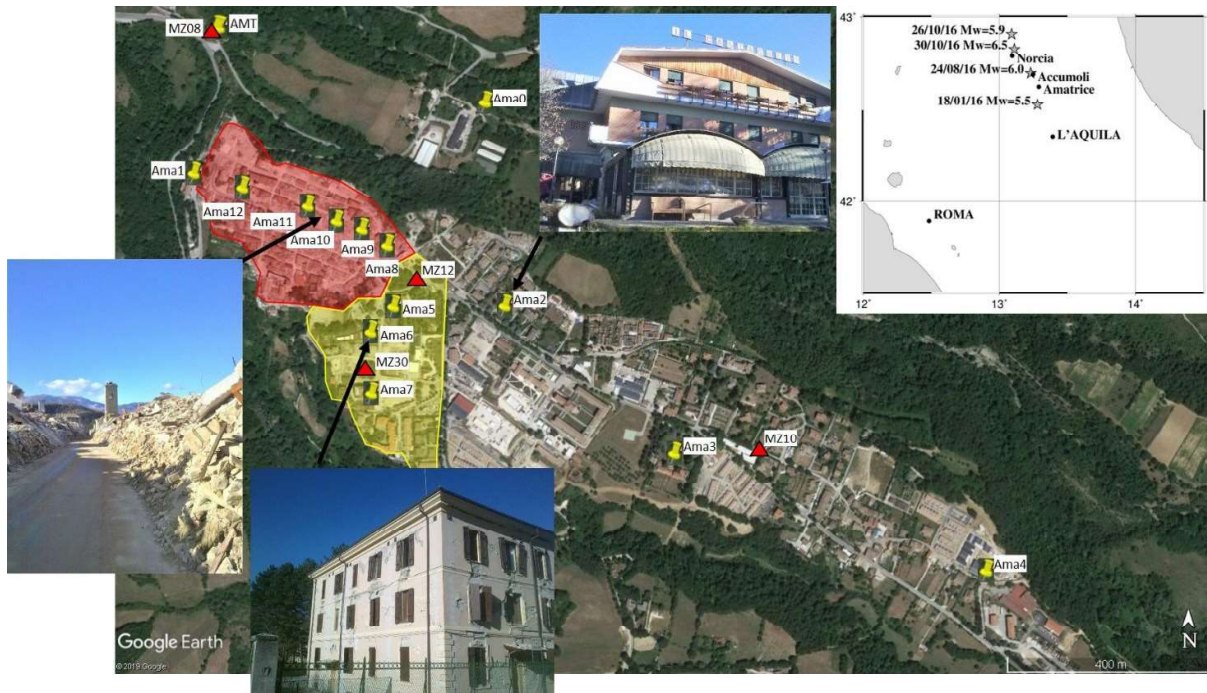 MZ08
AMT
Ama0
Ama1
Ama12
Ama11
Ama10
Ama9
Ama8
MZ12
Ama5
Ama2
Ama6
MZ30
Ama7
Ama3
MZ10
Ama4
43°
26/10/16 Mw=5.9
30/10/16 Mw=6.5
Norcia
24/08/16 Mw=6.0
Accumoli
Amatrice
18/01/16 Mw=5.5
L'AQUILA
42°
ROMA
12°
13°
14°
Google Earth
© 2019 Google
400 m
N